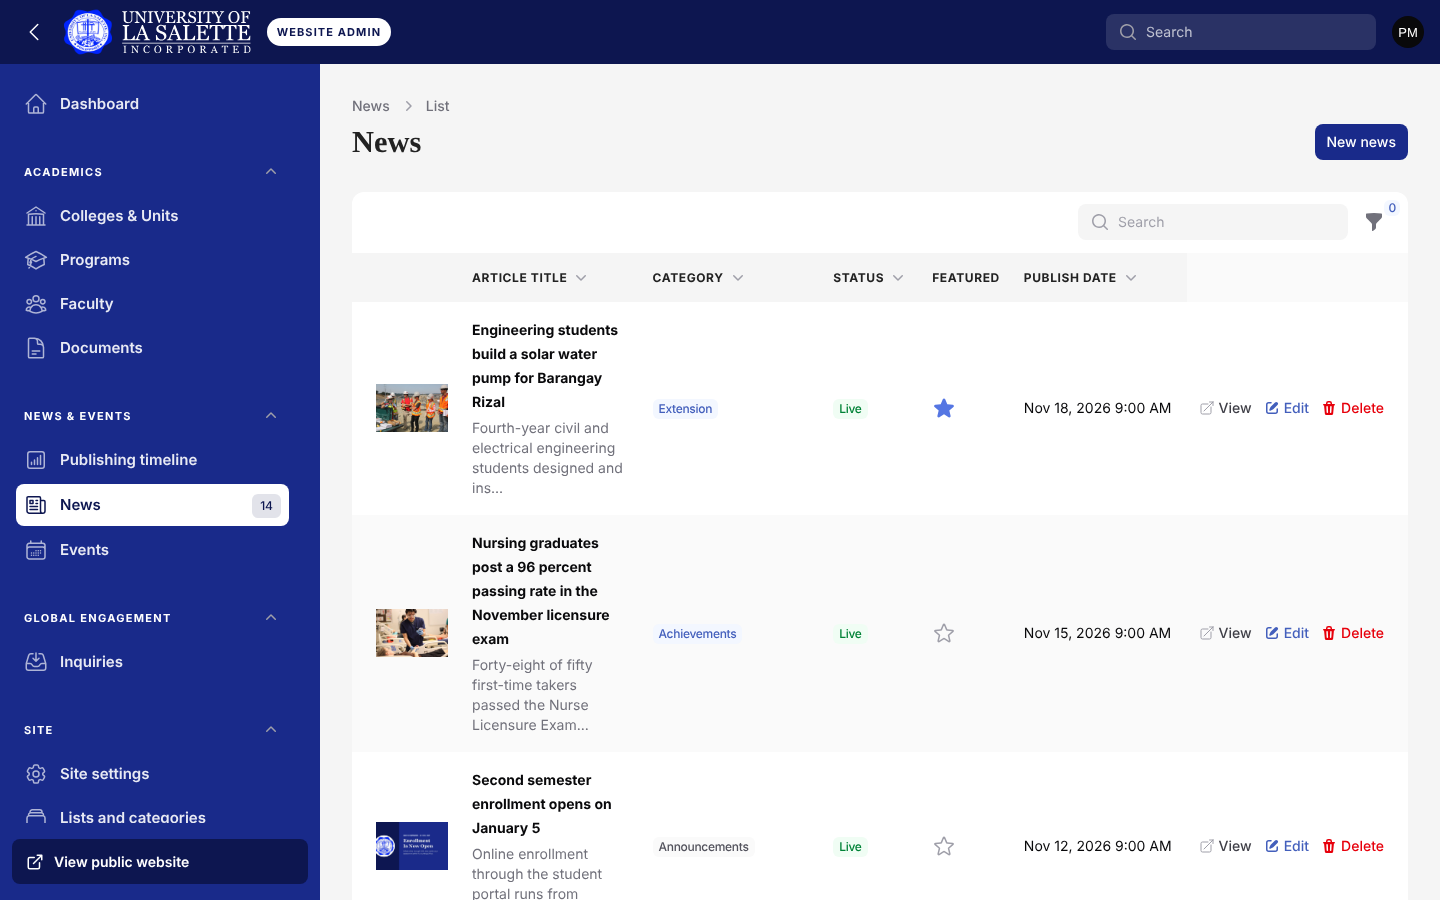 UNIVERSITY OF
LA SALETTE
INCORPORATED
WEBSITE ADMIN
Search
PM
Dashboard
ACADEMICS
Colleges & Units
Programs
Faculty
Documents
NEWS & EVENTS
Publishing timeline
News
14
Events
GLOBAL ENGAGEMENT
Inquiries
SITE
Site settings
Lists and categories
View public website
News
List
News
New news
Search
0
ARTICLE TITLE
CATEGORY
STATUS
FEATURED
PUBLISH DATE
Engineering students
build a solar water
pump for Barangay
Rizal
Fourth-year civil and
electrical engineering
students designed and
ins...
Extension
Live
Nov 18, 2026 9:00 AM
View
Edit
Delete
Nursing graduates
post a 96 percent
passing rate in the
November licensure
exam
Forty-eight of fifty
first-time takers
passed the Nurse
Licensure Exam...
Achievements
Live
Nov 15, 2026 9:00 AM
View
Edit
Delete
Second semester
enrollment opens on
January 5
Online enrollment
through the student
portal runs from
Enrollment
Is Now Open
Announcements
Live
Nov 12, 2026 9:00 AM
View
Edit
Delete